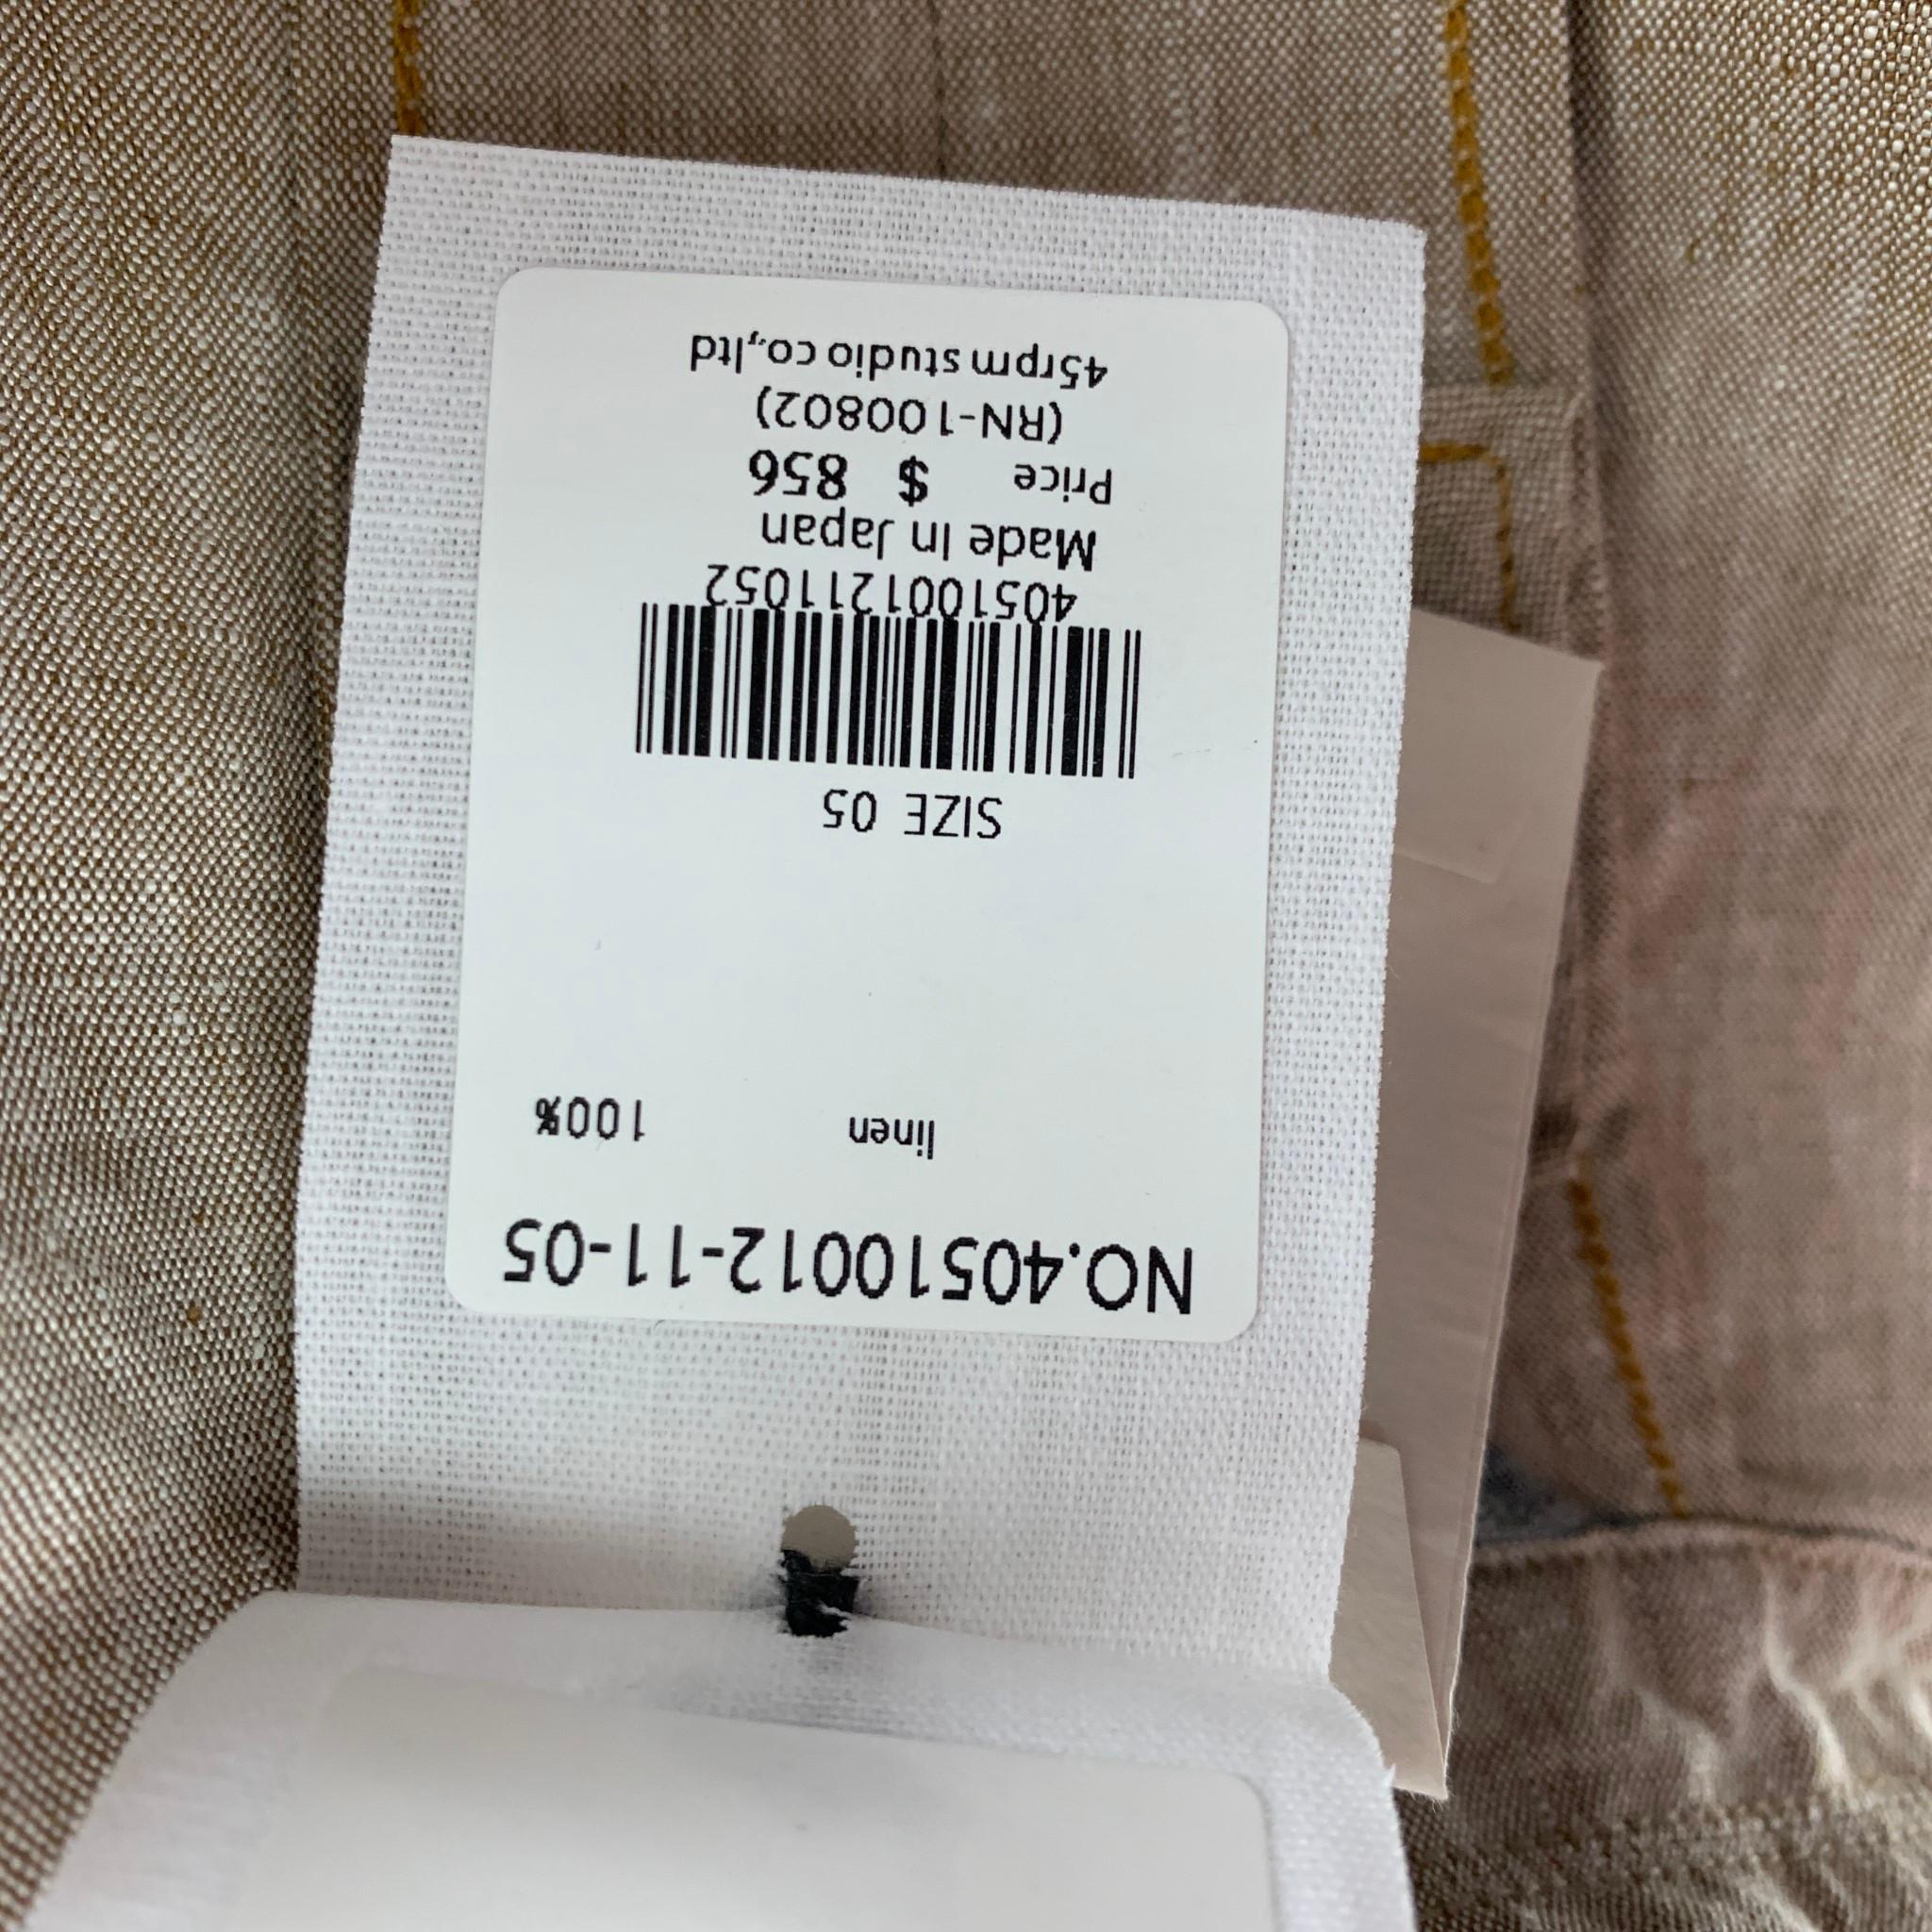 NO.40510012-11-05
linen 100%
SIZE 05
4051001211052
Made In Japan
Price $ 856
(RN-100802)
45rpm studio co.,ltd